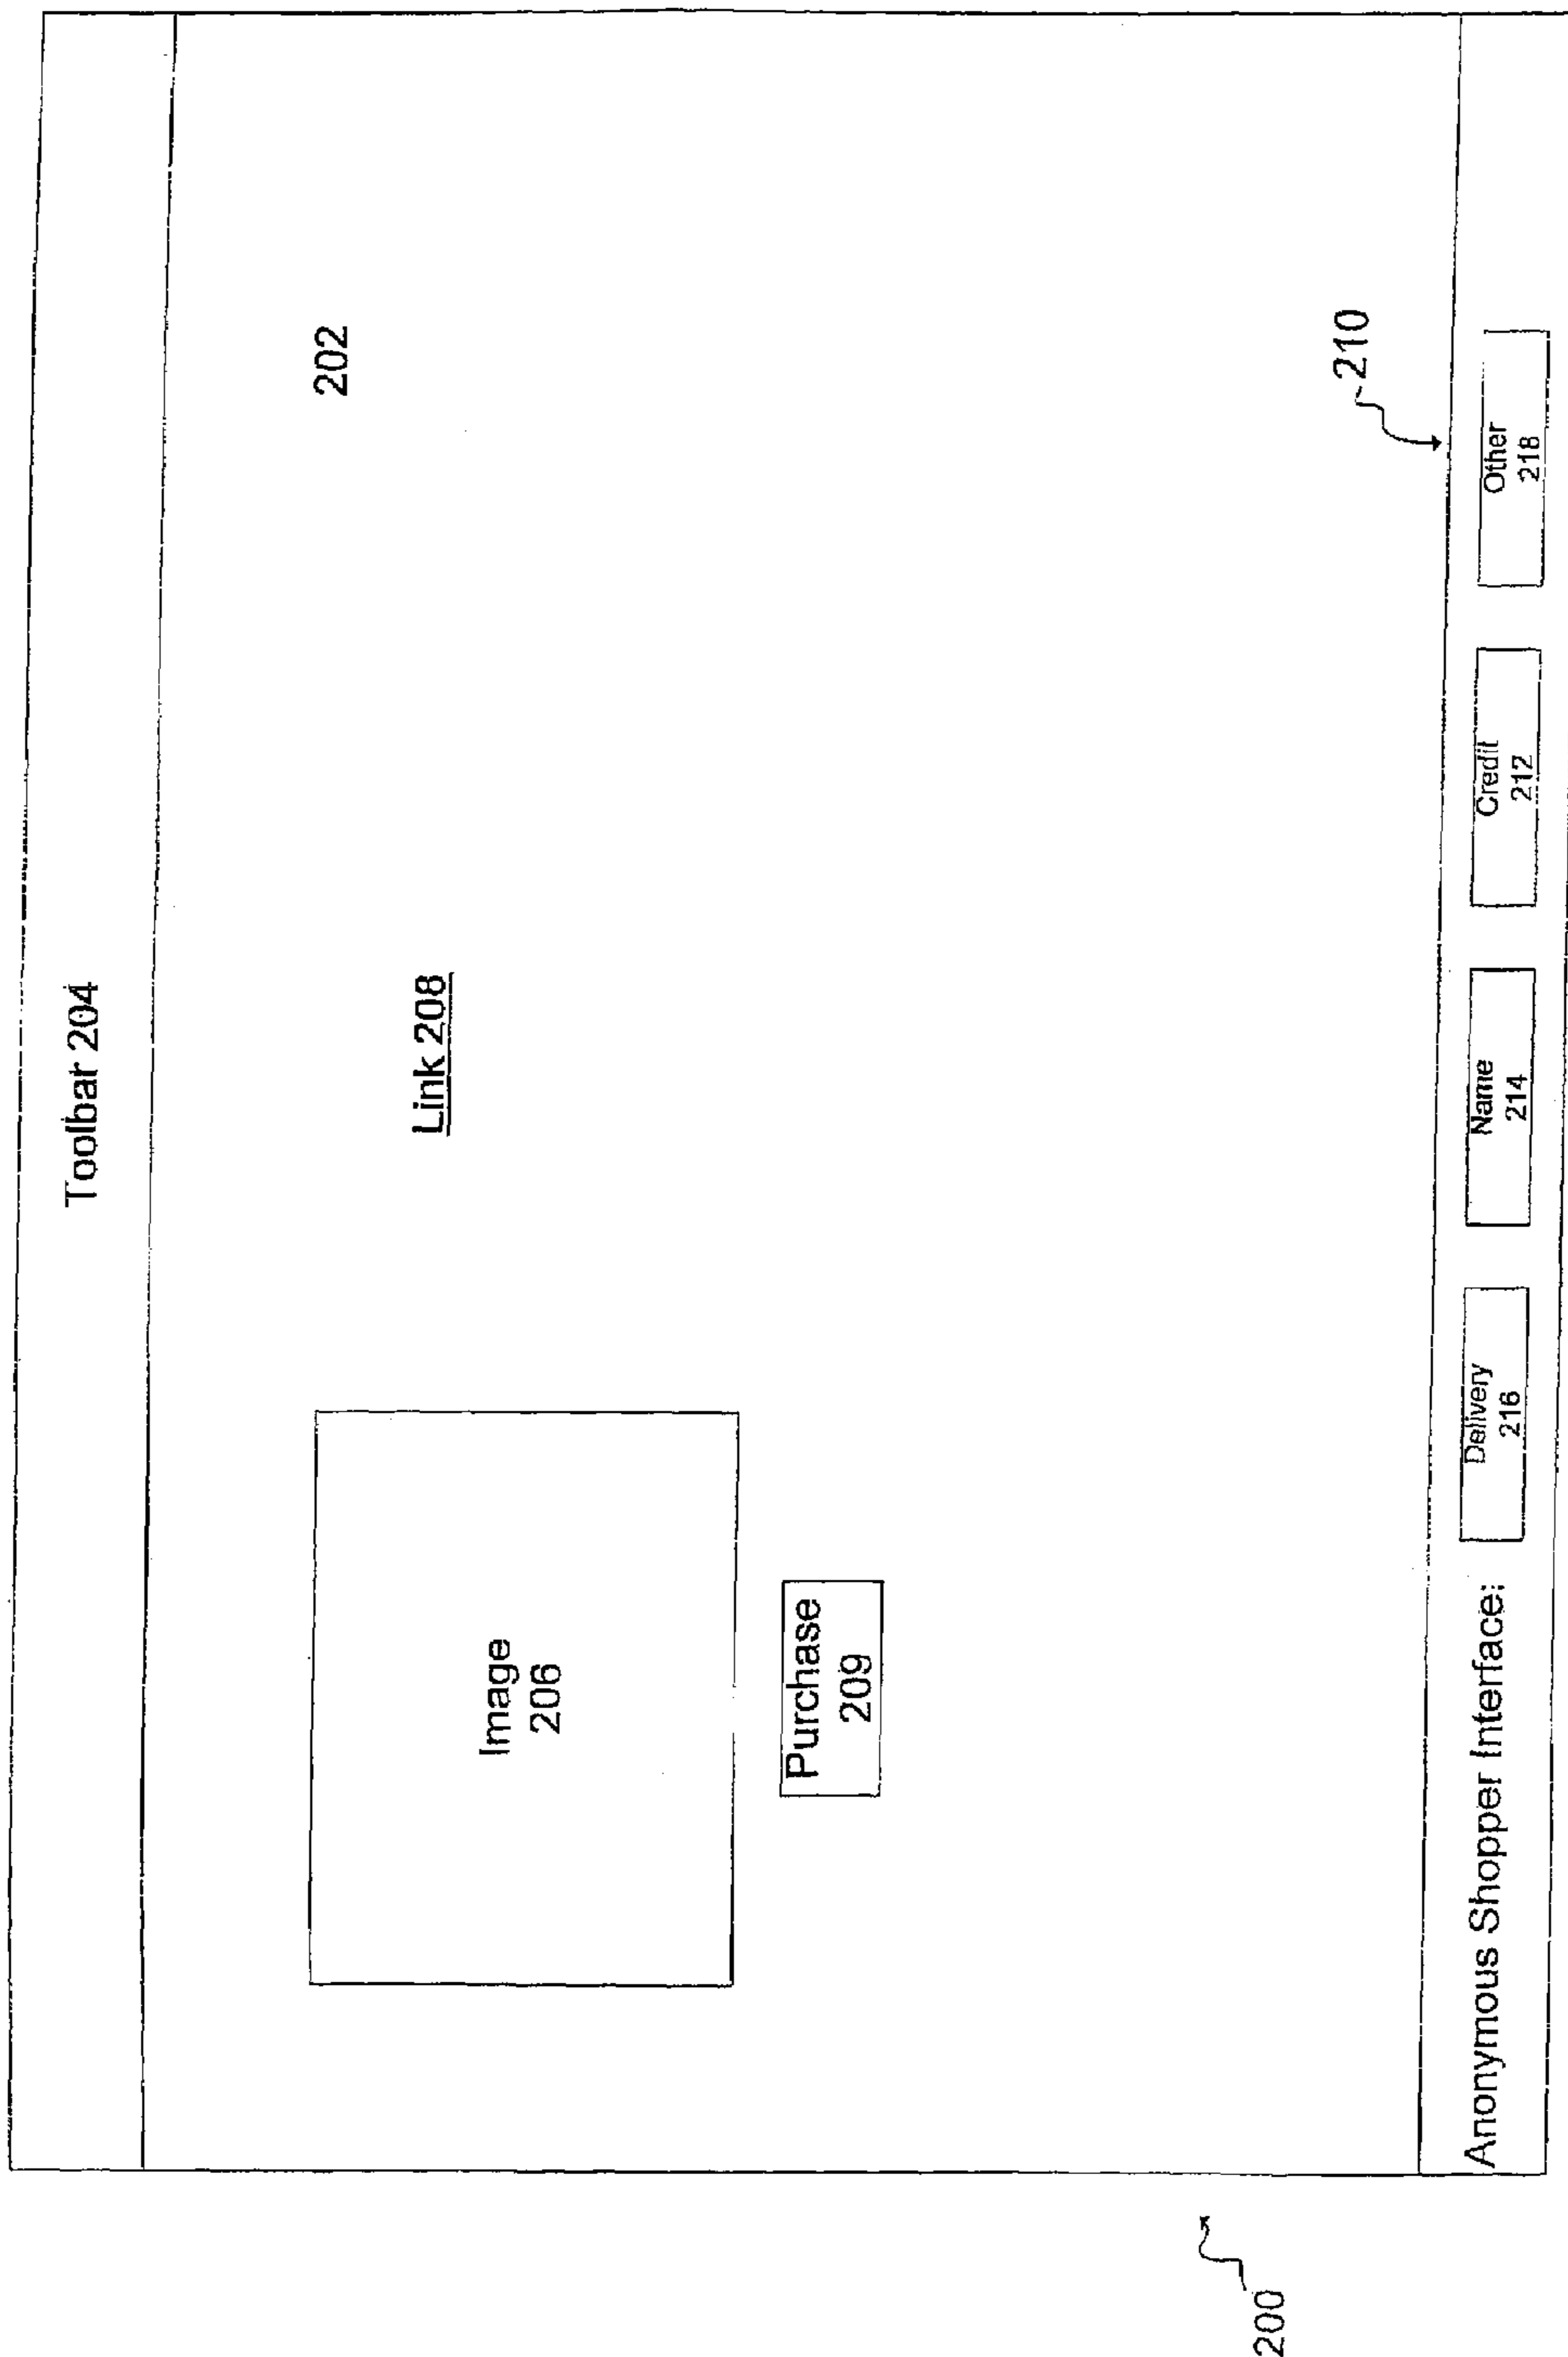 Toolbar 204
202
Link 208
Image
206
Purchase
209
210
Anonymous Shopper Interface:
Delivery
216
Name
214
Credit
212
Other
218
200